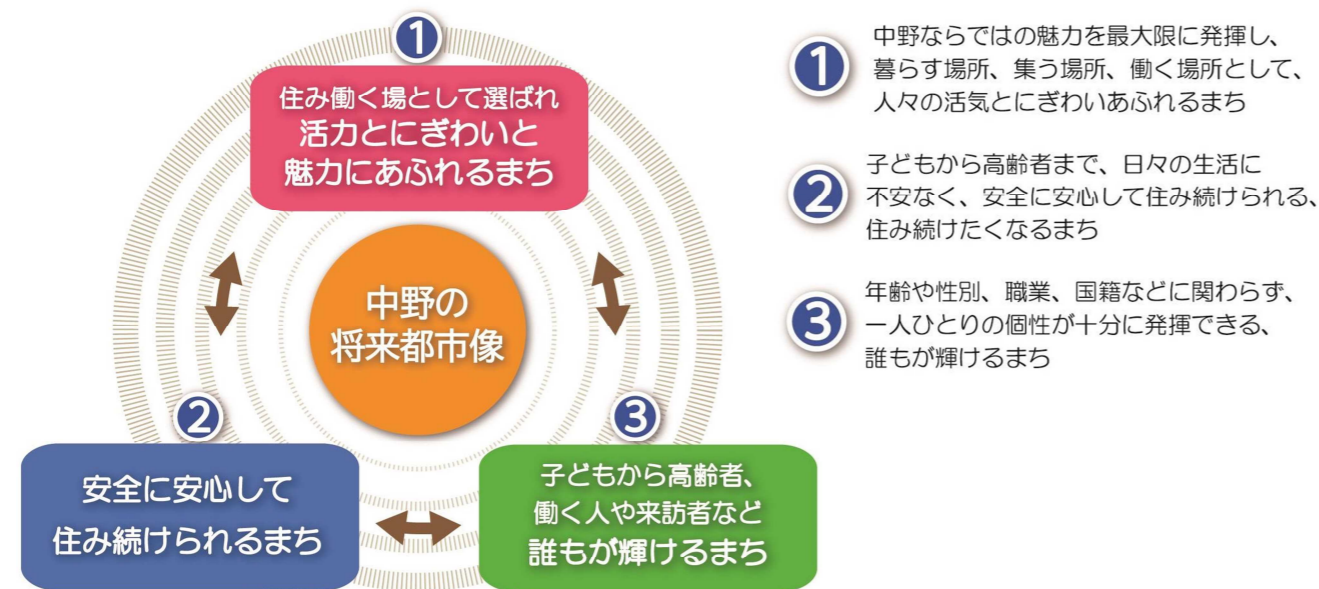 1
住み働く場として選ばれ
活力とにぎわいと
魅力にあふれるまち
中野の
将来都市像
2
安全に安心して
住み続けられるまち
3
子どもから高齢者、
働く人や来訪者など
誰もが輝けるまち
1
中野ならではの魅力を最大限に発揮し、
暮らす場所、集う場所、働く場所として、
人々の活気とにぎわいあふれるまち
2
子どもから高齢者まで、日々の生活に
不安なく、安全に安心して住み続けられる、
住み続けたくなるまち
3
年齢や性別、職業、国籍などに関わらず、
一人ひとりの個性が十分に発揮できる、
誰もが輝けるまち